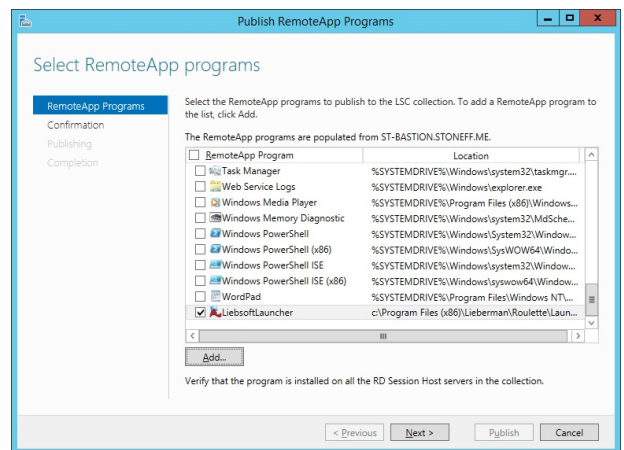 Publish RemoteApp Programs
Select RemoteApp programs
RemoteApp Programs
Confirmation
Publishing
Completion
Select the RemoteApp programs to publish to the LSC collection. To add a RemoteApp program to
the list, click Add.
The RemoteApp programs are populated from ST-BASTION.STONEFF.ME.
RemoteApp Program Location
Task Manager %SYSTEMDRIVE%\Windows\system32\taskmgr....
Web Service Logs %SYSTEMDRIVE%\Windows\explorer.exe
Windows Media Player %SYSTEMDRIVE%\Program Files (x86)\Windows...
Windows Memory Diagnostic %SYSTEMDRIVE%\Windows\system32\MdSche...
Windows PowerShell %SYSTEMDRIVE%\Windows\System32\Window...
Windows PowerShell (x86) %SYSTEMDRIVE%\Windows\SysWOW64\Windo...
Windows PowerShell ISE %SYSTEMDRIVE%\Windows\system32\Window...
Windows PowerShell ISE (x86) %SYSTEMDRIVE%\Windows\syswow64\Window...
WordPad %SYSTEMDRIVE%\Program Files\Windows NT\...
LiebsoftLauncher c:\Program Files (x86)\Lieberman\Roulette\Laun...
Add...
Verify that the program is installed on all the RD Session Host servers in the collection.
< Previous Next > Publish Cancel